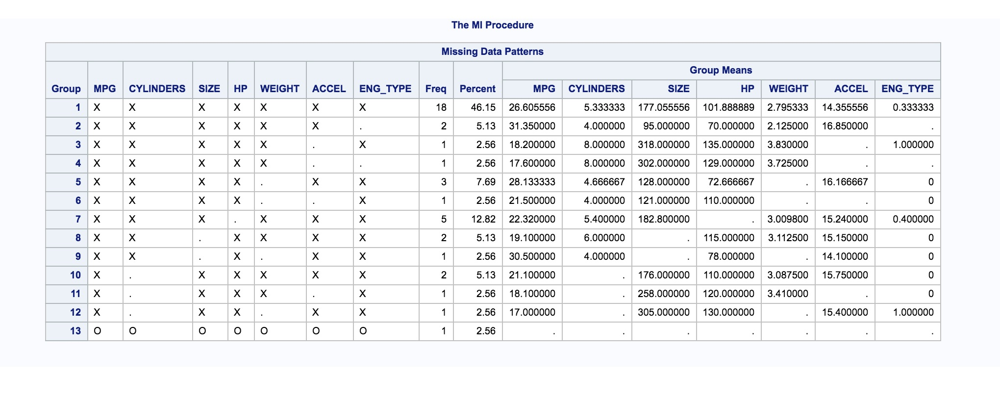 The MI Procedure
Missing Data Patterns
Group Means
Group MPG CYLINDERS SIZE HP WEIGHT ACCEL ENG_TYPE Freq Percent MPG CYLINDERS SIZE HP WEIGHT ACCEL ENG_TYPE
1 X X X X X X X 18 46.15 26.605556 5.333333 177.055556 101.888889 2.795333 14.355556 0.333333
2 X X X X X X . 2 5.13 31.350000 4.000000 95.000000 70.000000 2.125000 16.850000 .
3 X X X X X . X 1 2.56 18.200000 8.000000 318.000000 135.000000 3.830000 . 1.000000
4 X X X X X . . 1 2.56 17.600000 8.000000 302.000000 129.000000 3.725000 . .
5 X X X X . X X 3 7.69 28.133333 4.666667 128.000000 72.666667 . 16.166667 0
6 X X X X . . X 1 2.56 21.500000 4.000000 121.000000 110.000000 . . 0
7 X X X . X X X 5 12.82 22.320000 5.400000 182.800000 . 3.009800 15.240000 0.400000
8 X X . X X X X 2 5.13 19.100000 6.000000 . 115.000000 3.112500 15.150000 0
9 X X . X . X X 1 2.56 30.500000 4.000000 . 78.000000 . 14.100000 0
10 X . X X X X X 2 5.13 21.100000 . 176.000000 110.000000 3.087500 15.750000 0
11 X . X X X . X 1 2.56 18.100000 . 258.000000 120.000000 3.410000 . 0
12 X . X X . X X 1 2.56 17.000000 . 305.000000 130.000000 . 15.400000 1.000000
13 O O O O O O O 1 2.56 . . . . . . .